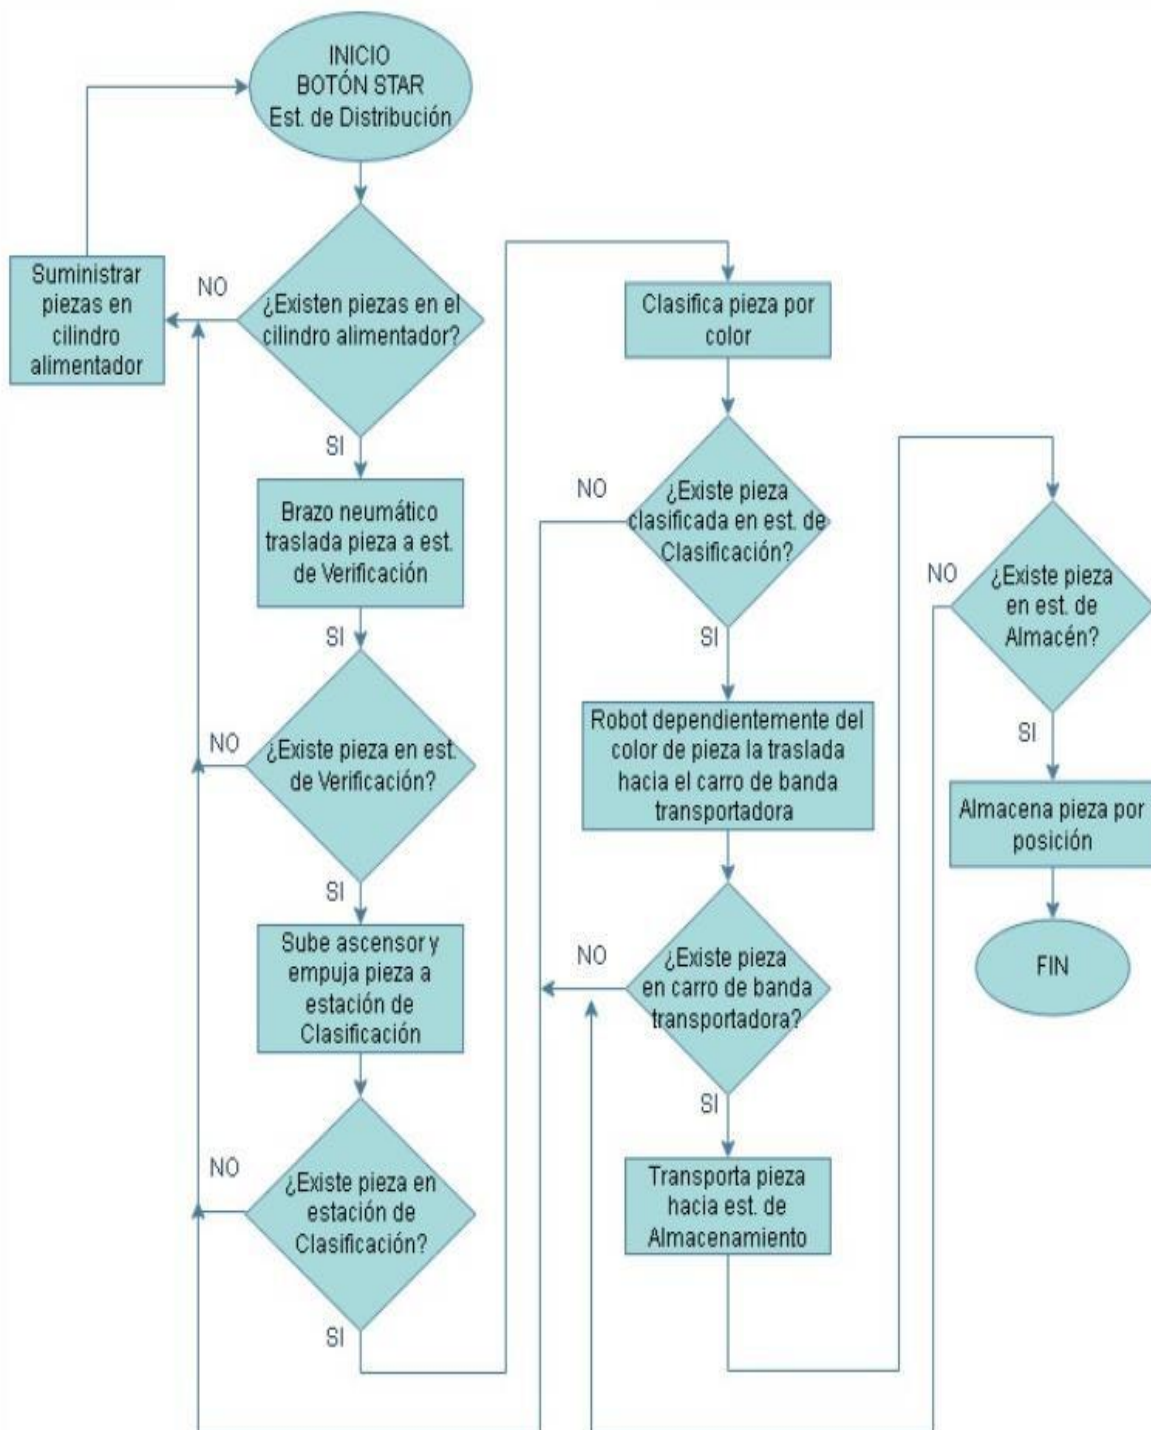 INICIO
BOTÓN STAR
Est. de Distribución
NO
Suministrar
piezas en
cilindro
alimentador
¿Existen piezas en el
cilindro alimentador?
SI
Brazo neumático
traslada pieza a est.
de Verificación
SI
NO
¿Existe pieza en est.
de Verificación?
SI
Sube ascensor y
empuja pieza a
estación de
Clasificación
NO
¿Existe pieza en
estación de
Clasificación?
SI
Clasifica pieza por
color
NO
¿Existe pieza
clasificada en est. de
Clasificación?
SI
Robot dependientemente del
color de pieza la traslada
hacia el carro de banda
transportadora
NO
¿Existe pieza
en carro de banda
transportadora?
SI
Transporta pieza
hacia est. de
Almacenamiento
NO
¿Existe pieza
en est. de
Almacén?
SI
Almacena pieza por
posición
FIN